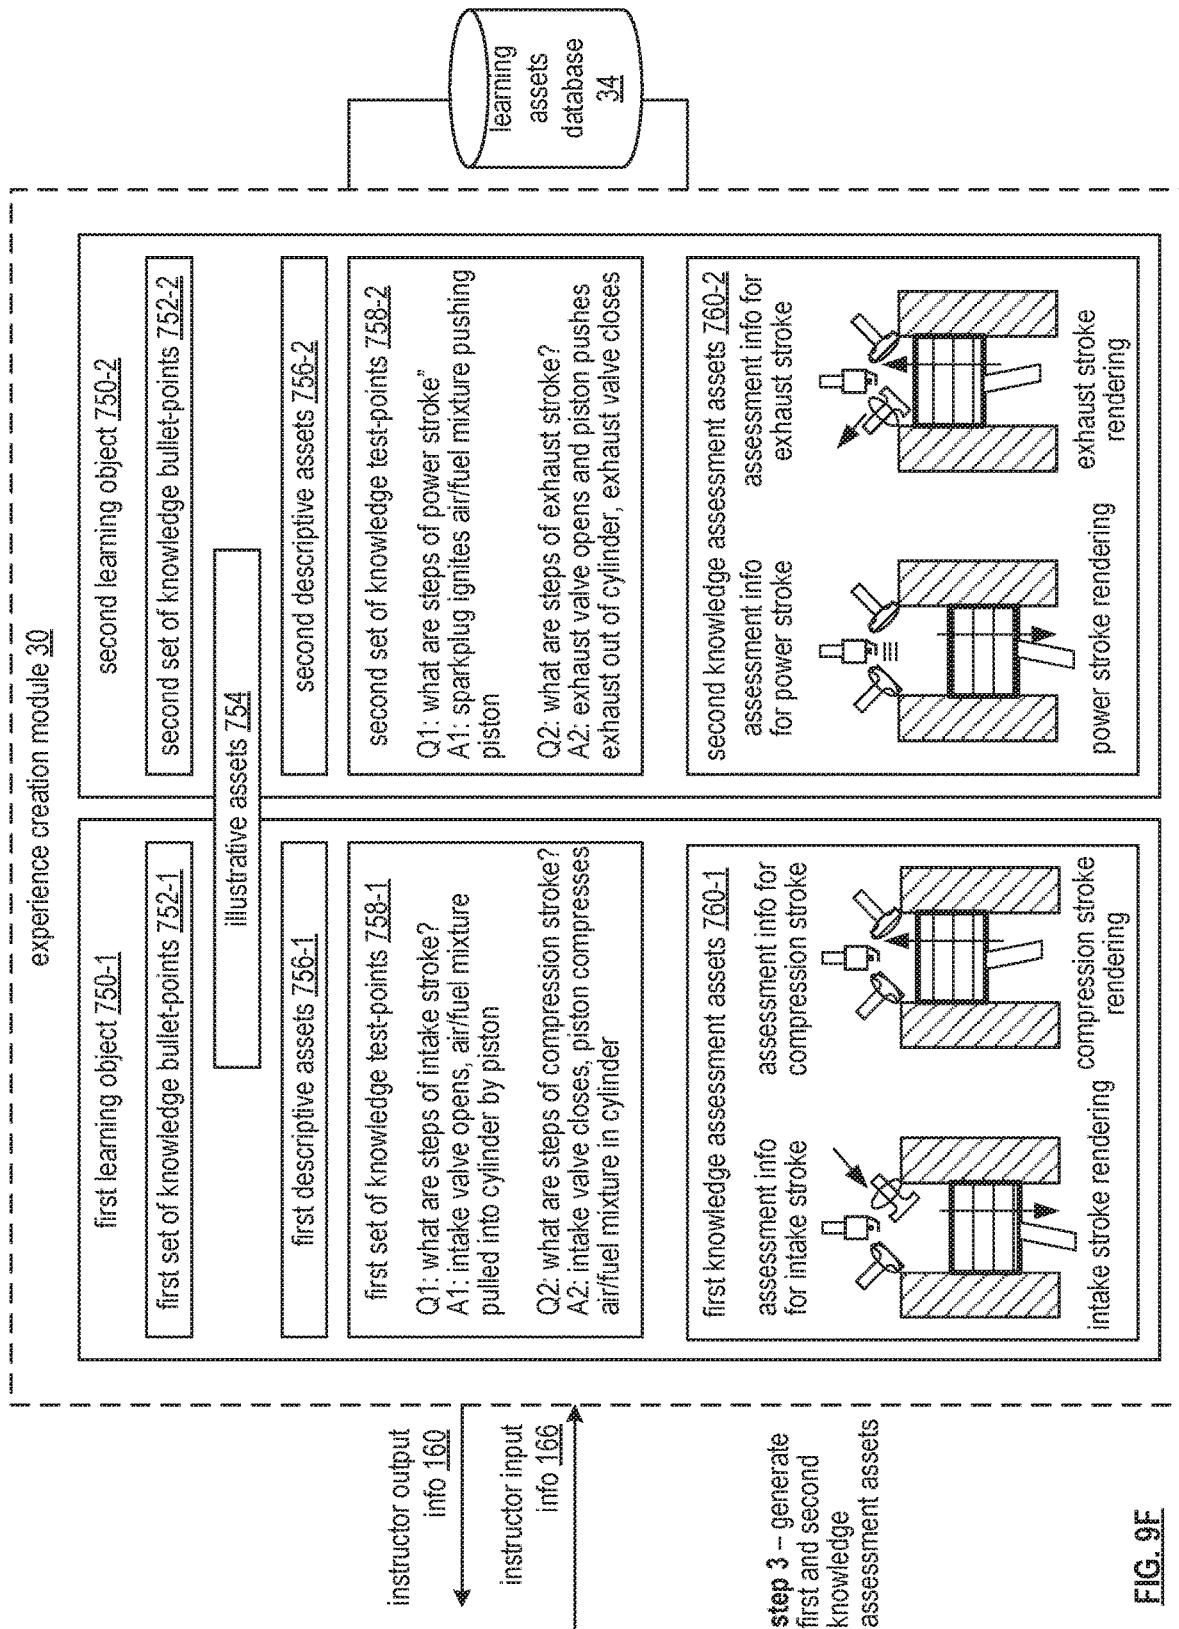 experience creation module 30
first learning object 750-1
first set of knowledge bullet-points 752-1
second learning object 750-2
second set of knowledge bullet-points 752-2
illustrative assets 754
first descriptive assets 756-1
second descriptive assets 756-2
first set of knowledge test-points 758-1
Q1: what are steps of intake stroke?
A1: intake valve opens, air/fuel mixture
pulled into cylinder by piston
Q2: what are steps of compression stroke?
A2: intake valve closes, piston compresses
air/fuel mixture in cylinder
second set of knowledge test-points 758-2
Q1: what are steps of power stroke"
A1: sparkplug ignites air/fuel mixture pushing
piston
Q2: what are steps of exhaust stroke?
A2: exhaust valve opens and piston pushes
exhaust out of cylinder, exhaust valve closes
first knowledge assessment assets 760-1
assessment info
for intake stroke
assessment info for
compression stroke
intake stroke rendering
compression stroke
rendering
second knowledge assessment assets 760-2
assessment info
for power stroke
assessment info for
exhaust stroke
power stroke rendering
exhaust stroke
rendering
learning
assets
database
34
instructor output
info 160
instructor input
info 166
step 3 – generate
first and second
knowledge
assessment assets
FIG. 9F